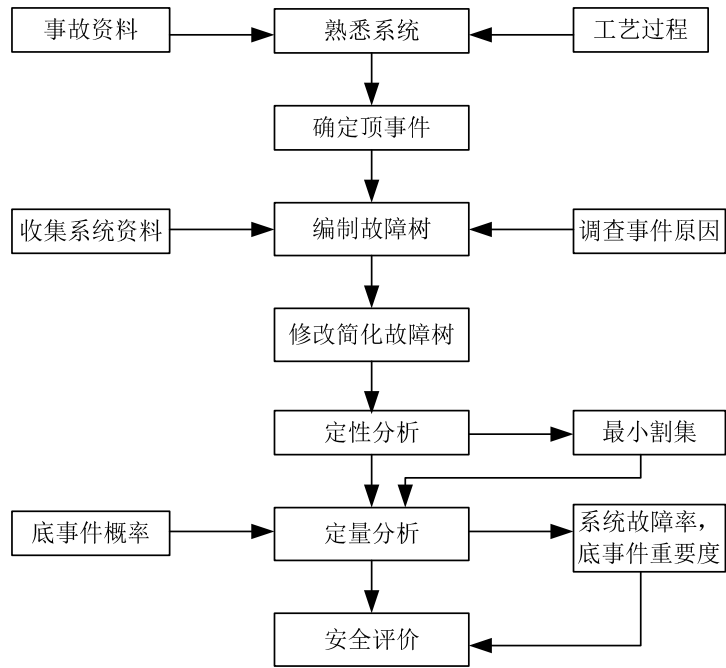 事故资料
熟悉系统
工艺过程
确定顶事件
收集系统资料
编制故障树
调查事件原因
修改简化故障树
定性分析
最小割集
底事件概率
定量分析
系统故障率，
底事件重要度
安全评价